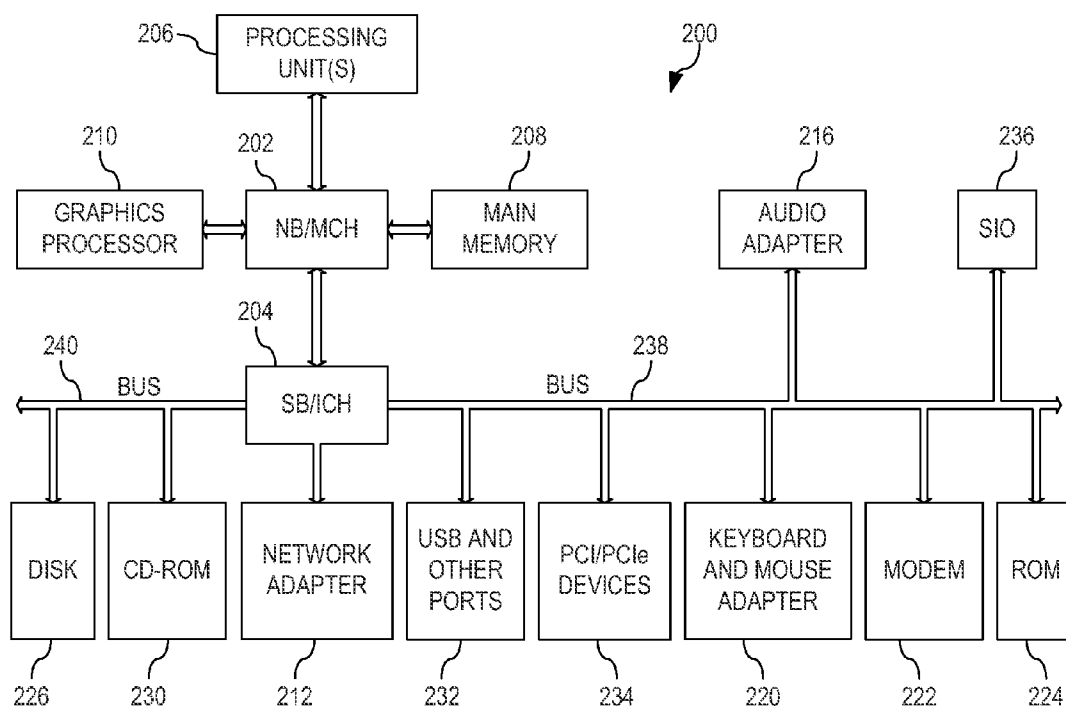 206
PROCESSING
UNIT(S)
200
210
202
208
216
236
GRAPHICS
PROCESSOR
NB/MCH
MAIN
MEMORY
AUDIO
ADAPTER
SIO
204
240
BUS
SB/ICH
BUS
238
DISK
CD-ROM
NETWORK
ADAPTER
USB AND
OTHER
PORTS
PCI/PCIe
DEVICES
KEYBOARD
AND MOUSE
ADAPTER
MODEM
ROM
226
230
212
232
234
220
222
224